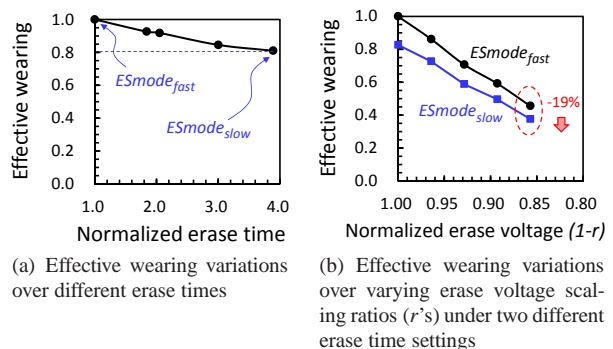 Effective wearing
1.0
0.8
0.6
0.4
0.2
0.0
ESmode_fast
ESmode_slow
1.0 2.0 3.0 4.0
Normalized erase time
(a) Effective wearing variations
over different erase times
Effective wearing
1.0
0.8
0.6
0.4
0.2
0.0
ESmode_fast
ESmode_slow
-19%
1.00 0.95 0.90 0.85 0.80
Normalized erase voltage (1-r)
(b) Effective wearing variations
over varying erase voltage scal-
ing ratios (r's) under two different
erase time settings